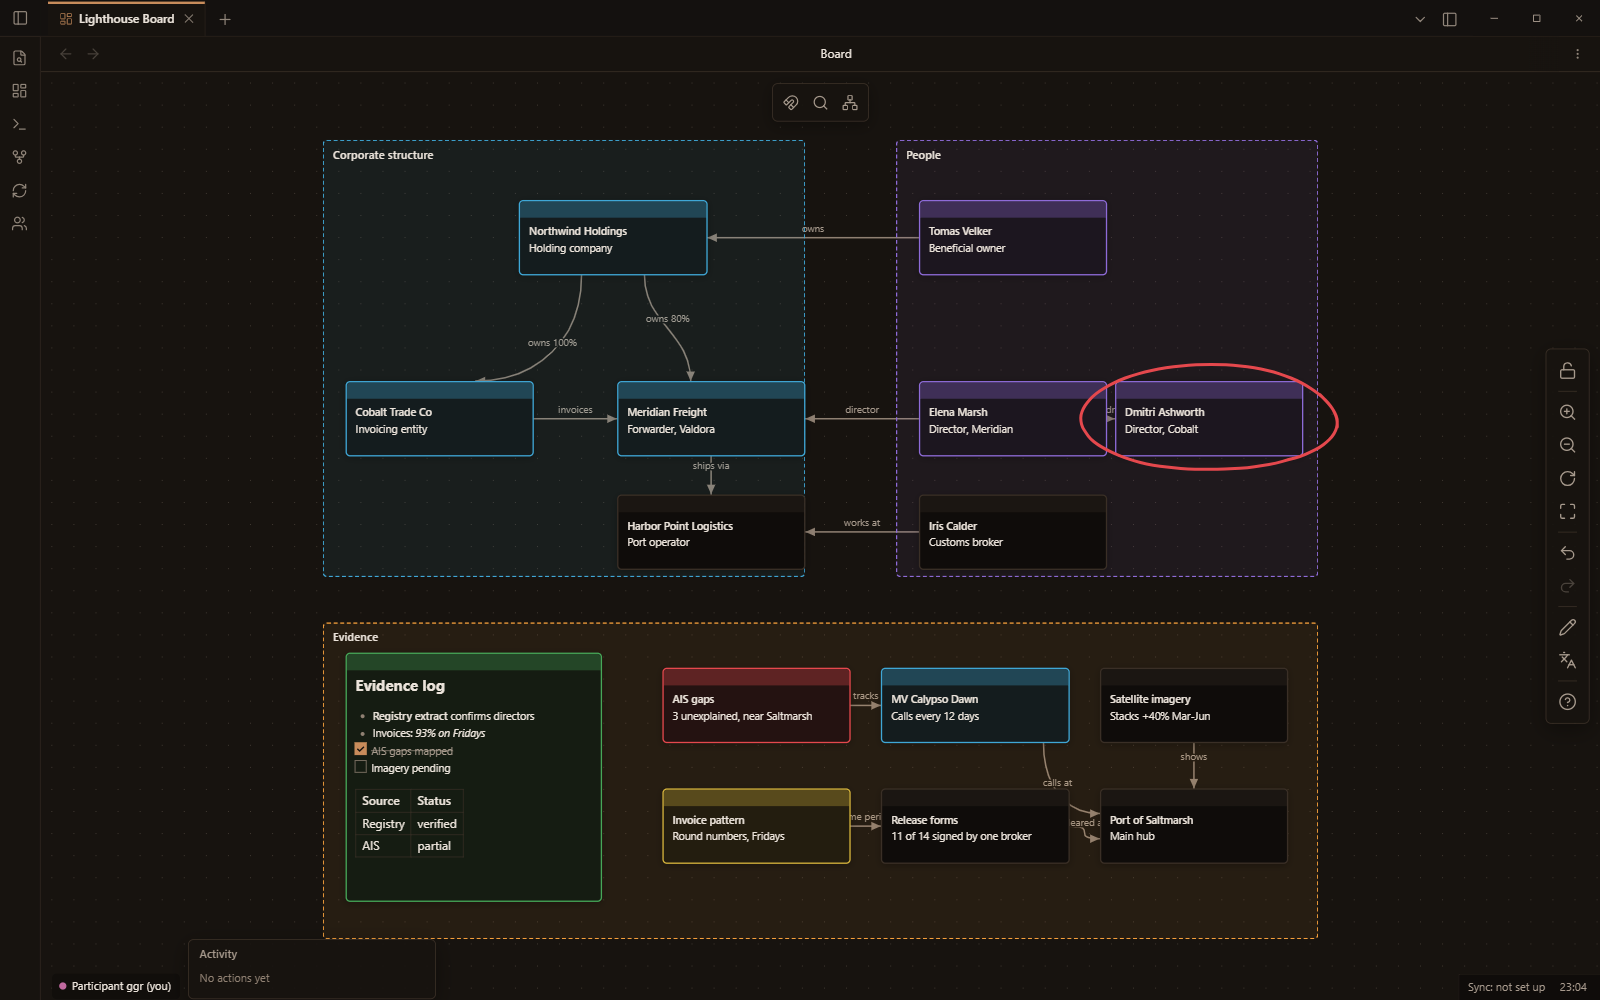 Lighthouse Board
Board
Corporate structure
People
Northwind Holdings
Holding company
owns
Tomas Velker
Beneficial owner
owns 80%
owns 100%
Cobalt Trade Co
Invoicing entity
invoices
Meridian Freight
Forwarder, Valdora
director
Elena Marsh
Director, Meridian
Dmitri Ashworth
Director, Cobalt
ships via
Harbor Point Logistics
Port operator
works at
Iris Calder
Customs broker
Evidence
Evidence log
Registry extract confirms directors
Invoices: 93% on Fridays
AIS gaps mapped
Imagery pending
Source Status
Registry verified
AIS partial
AIS gaps
3 unexplained, near Saltmarsh
tracks
MV Calypso Dawn
Calls every 12 days
Satellite imagery
Stacks +40% Mar-Jun
shows
calls at
Invoice pattern
Round numbers, Fridays
Release forms
11 of 14 signed by one broker
Port of Saltmarsh
Main hub
Activity
No actions yet
Participant ggr (you)
Sync: not set up 23:04